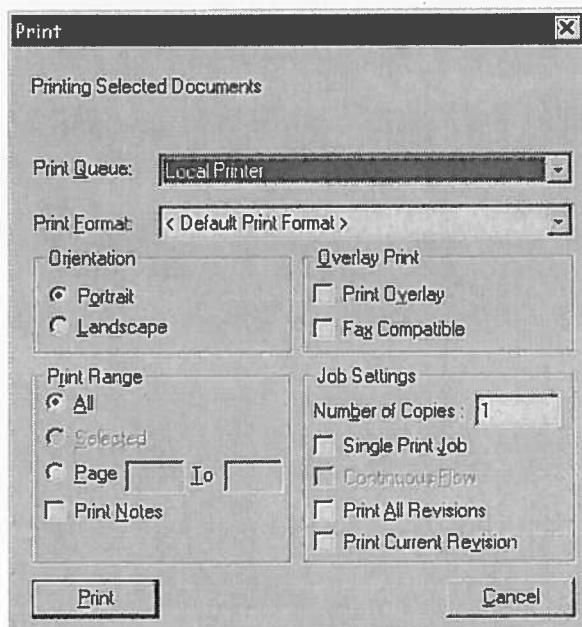 Print
Printing Selected Documents
Print Queue: Local Printer
Print Format: < Default Print Format >
Orientation
Portrait
Landscape
Overlay Print
Print Overlay
Fax Compatible
Print Range
All
Selected
Page To
Print Notes
Job Settings
Number of Copies : 1
Single Print Job
Continuous Flow
Print All Revisions
Print Current Revision
Print
Cancel